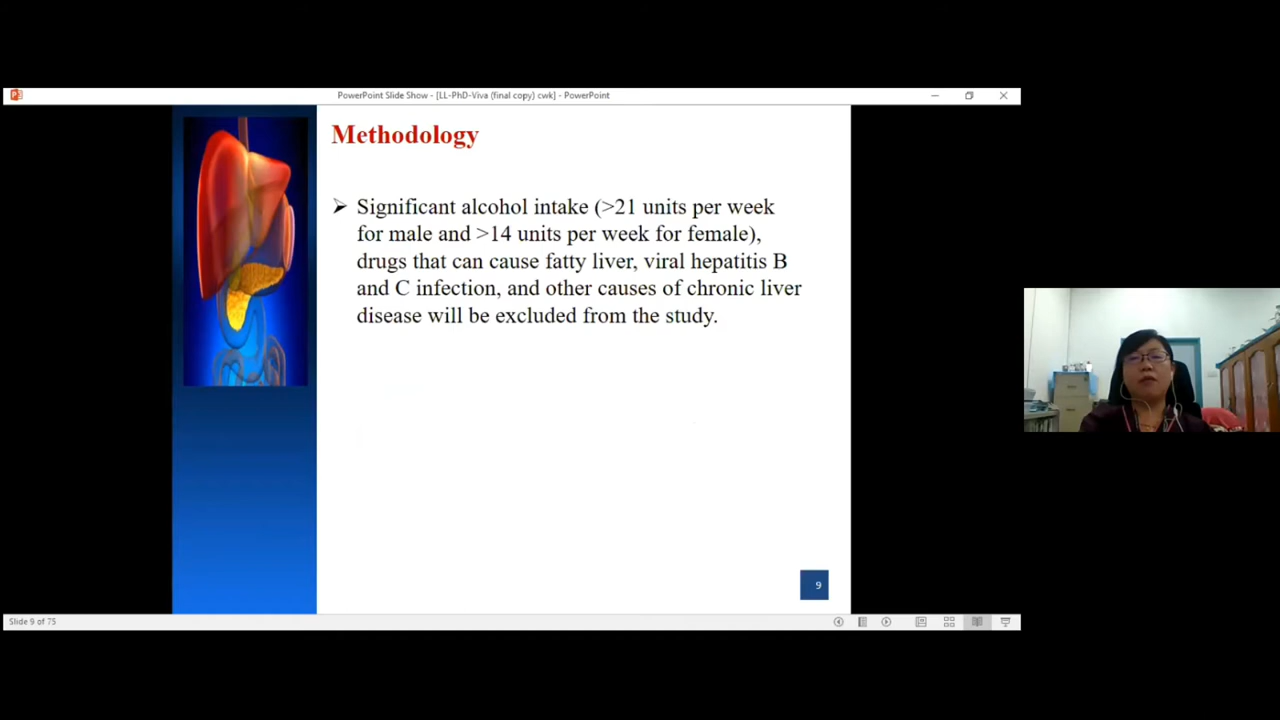 PowerPoint Slide Show - [LL-PhD-Viva (final copy) cwk] - PowerPoint
Methodology
➢ Significant alcohol intake (>21 units per week
for male and >14 units per week for female),
drugs that can cause fatty liver, viral hepatitis B
and C infection, and other causes of chronic liver
disease will be excluded from the study.
9
Slide 9 of 75